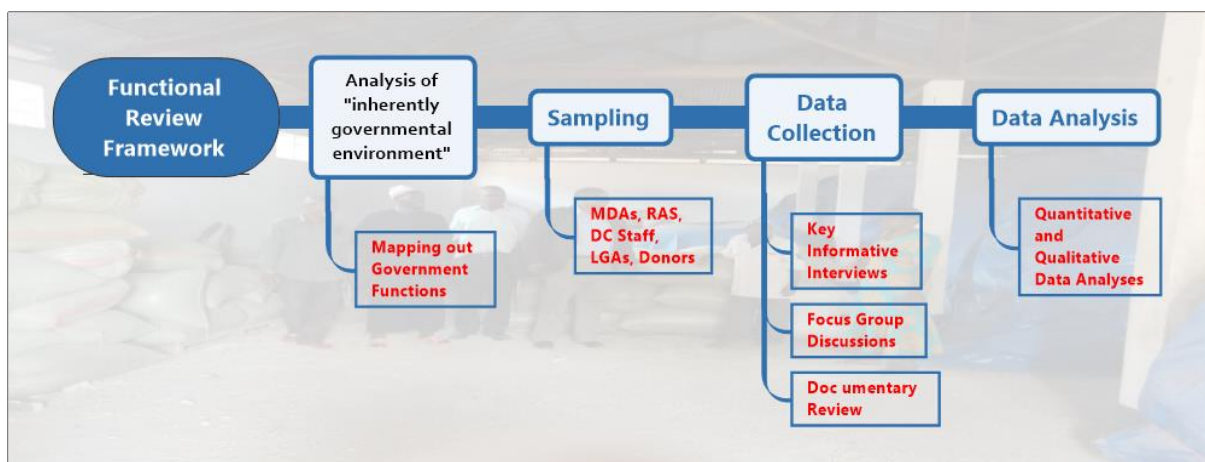 Functional
Review
Framework
Analysis of
"inherently
governmental
environment"
Mapping out
Government
Functions
Sampling
MDAs, RAS,
DC Staff,
LGAs, Donors
Data
Collection
Key
Informative
Interviews
Focus Group
Discussions
Doc umentary
Review
Data Analysis
Quantitative
and
Qualitative
Data Analyses